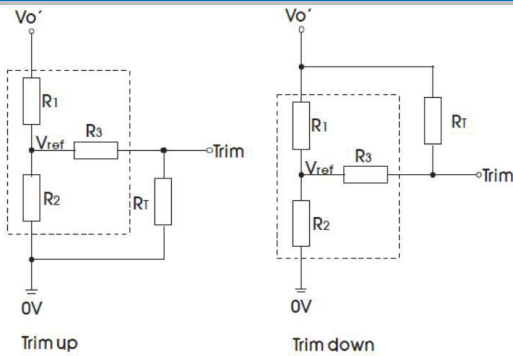 Vo´
R1
Vref
R3
Trim
R2
RT
0V
Trim up
Vo´
R1
RT
Vref
R3
Trim
R2
0V
Trim down